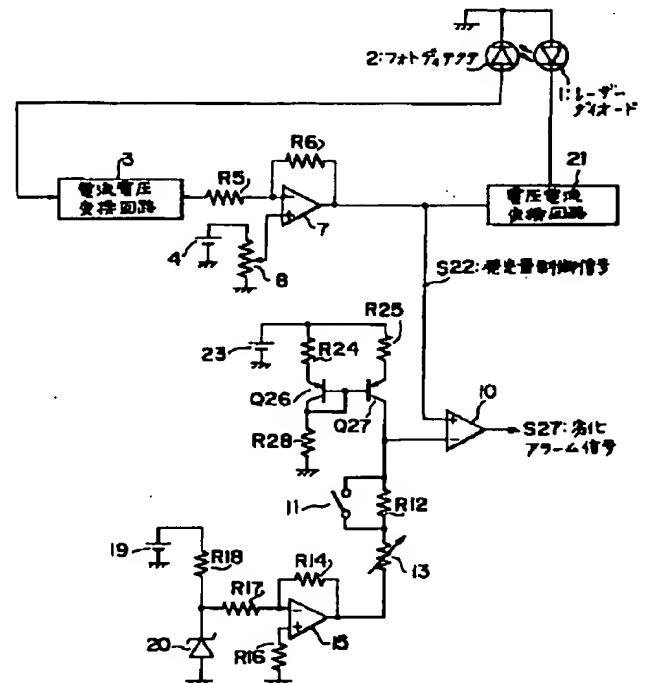 2:フォトディテクタ
1:レーザー
ダイオード
R6
3
電流電圧
変換回路
R5
7
21
電圧電流
変換回路
4
8
S22:発光量制御信号
R25
23
R24
Q26
Q27
R28
10
S27:劣化
アラーム信号
11
R12
13
19
R18
R14
R17
20
R16
15